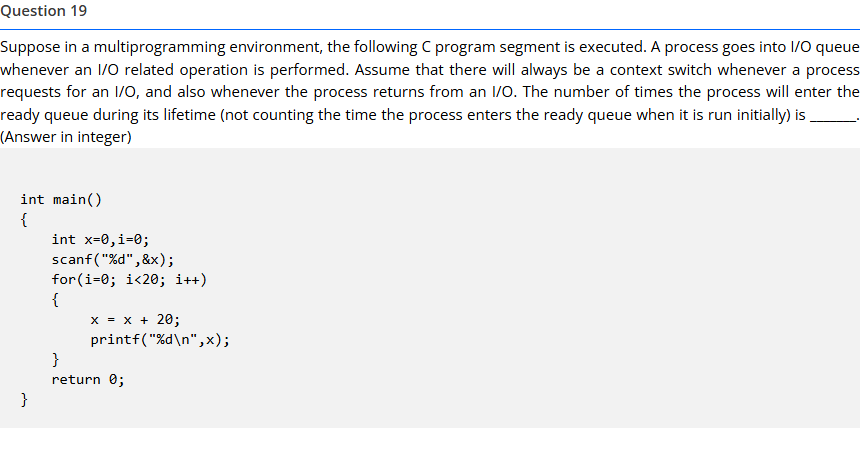 Question 19
Suppose in a multiprogramming environment, the following C program segment is executed. A process goes into I/O queue
whenever an I/O related operation is performed. Assume that there will always be a context switch whenever a process
requests for an I/O, and also whenever the process returns from an I/O. The number of times the process will enter the
ready queue during its lifetime (not counting the time the process enters the ready queue when it is run initially) is ______.
(Answer in integer)
int main()
{
    int x=0,i=0;
    scanf("%d",&x);
    for(i=0; i<20; i++)
    {
        x = x + 20;
        printf("%d\n",x);
    }
    return 0;
}